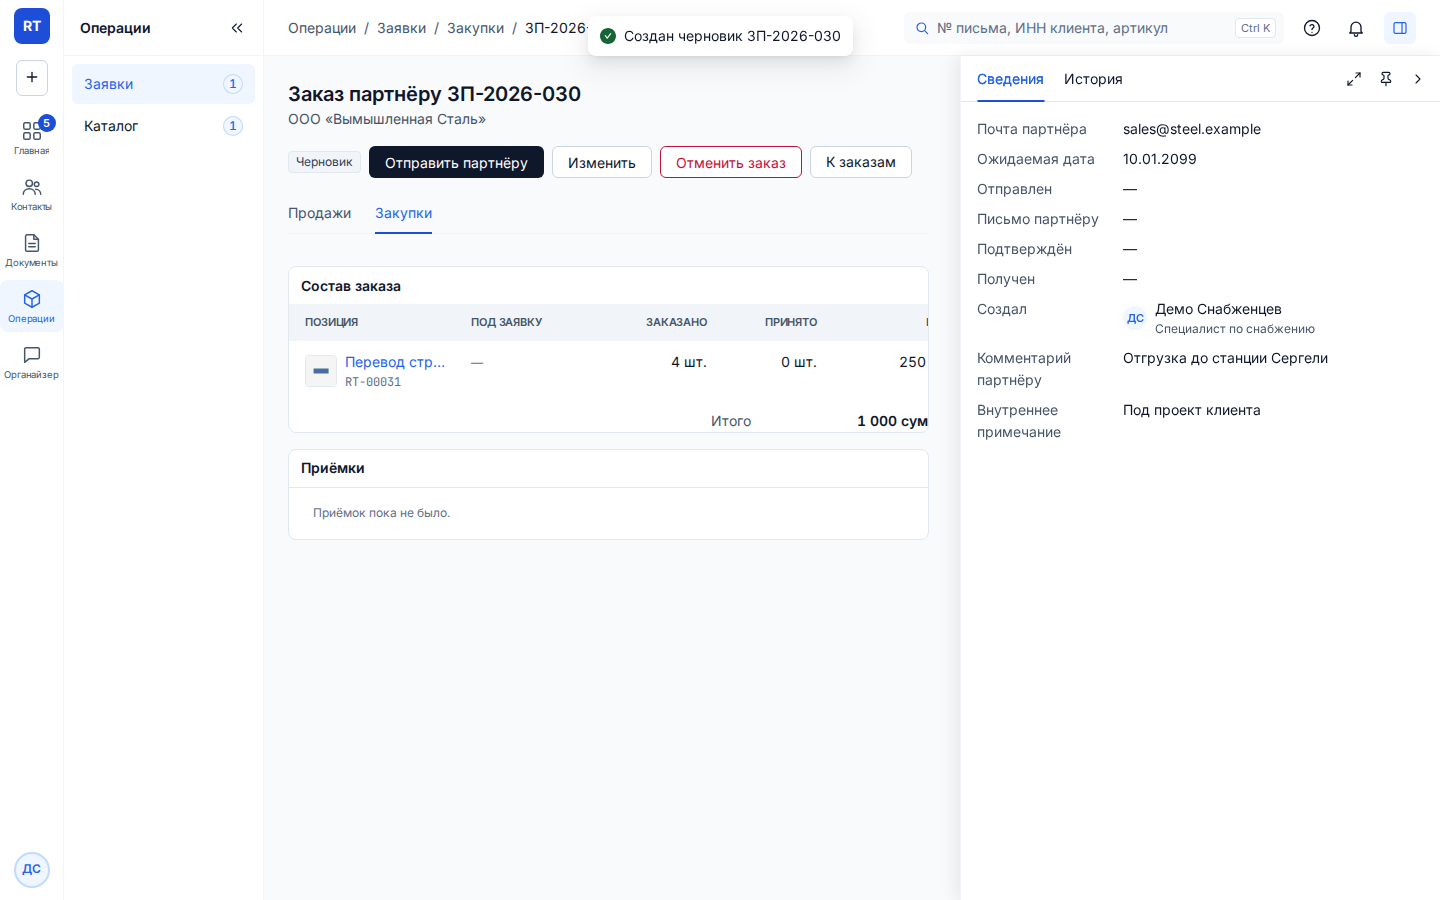 RT
Операции
Операции / Заявки / Закупки / ЗП-2026-
Создан черновик ЗП-2026-030
№ письма, ИНН клиента, артикул
Ctrl K
5
Главная
Контакты
Документы
Операции
Органайзер
ДС
Заявки 1
Каталог 1
Заказ партнёру ЗП-2026-030
ООО «Вымышленная Сталь»
Черновик
Отправить партнёру
Изменить
Отменить заказ
К заказам
Продажи
Закупки
Состав заказа
ПОЗИЦИЯ ПОД ЗАЯВКУ ЗАКАЗАНО ПРИНЯТО
Перевод стр... — 4 шт. 0 шт. 250
RT-00031
Итого 1 000 сум
Приёмки
Приёмок пока не было.
Сведения
История
Почта партнёра sales@steel.example
Ожидаемая дата 10.01.2099
Отправлен —
Письмо партнёру —
Подтверждён —
Получен —
Создал ДС Демо Снабженцев
Специалист по снабжению
Комментарий Отгрузка до станции Сергели
партнёру
Внутреннее Под проект клиента
примечание